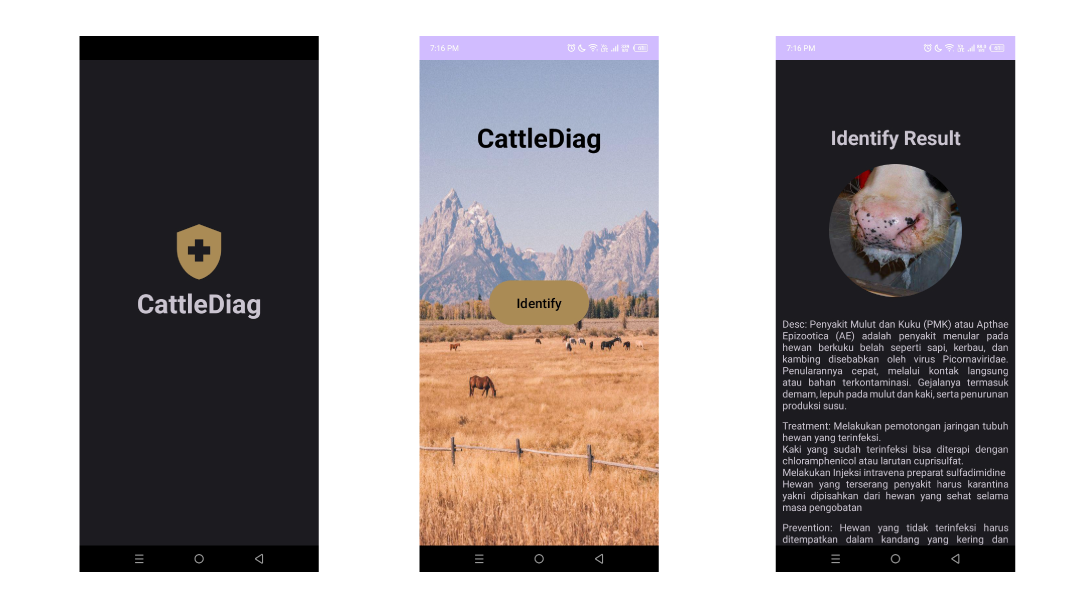 CattleDiag
7:16 PM
CattleDiag
Identify
7:16 PM
Identify Result
Desc: Penyakit Mulut dan Kuku (PMK) atau Apthae
Epizootica (AE) adalah penyakit menular pada
hewan berkuku belah seperti sapi, kerbau, dan
kambing disebabkan oleh virus Picornaviridae.
Penularannya cepat, melalui kontak langsung
atau bahan terkontaminasi. Gejalanya termasuk
demam, lepuh pada mulut dan kaki, serta penurunan
produksi susu.
Treatment: Melakukan pemotongan jaringan tubuh
hewan yang terinfeksi.
Kaki yang sudah terinfeksi bisa diterapi dengan
chloramphenicol atau larutan cuprisulfat.
Melakukan Injeksi intravena preparat sulfadimidine
Hewan yang terserang penyakit harus karantina
yakni dipisahkan dari hewan yang sehat selama
masa pengobatan
Prevention: Hewan yang tidak terinfeksi harus
ditempatkan dalam kandang yang kering dan